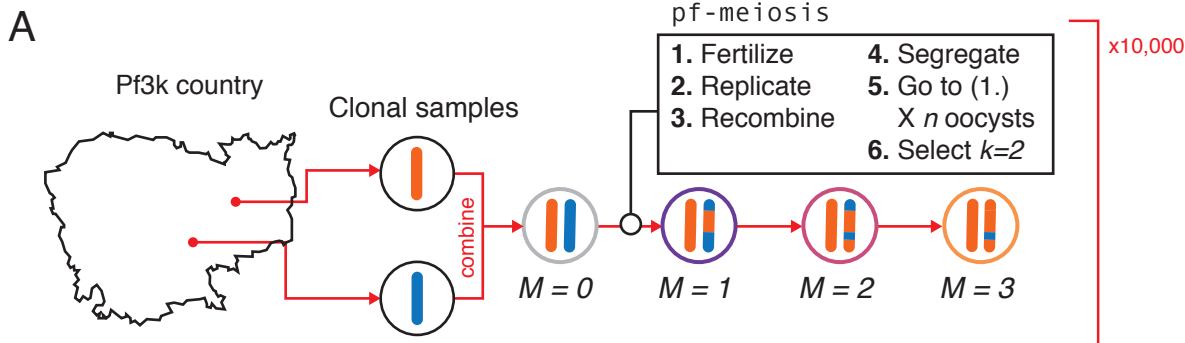 A
pf-meiosis
1. Fertilize
2. Replicate
3. Recombine
4. Segregate
5. Go to (1.)
X n oocysts
6. Select k=2
x10,000
Pf3k country
Clonal samples
combine
M = 0
M = 1
M = 2
M = 3